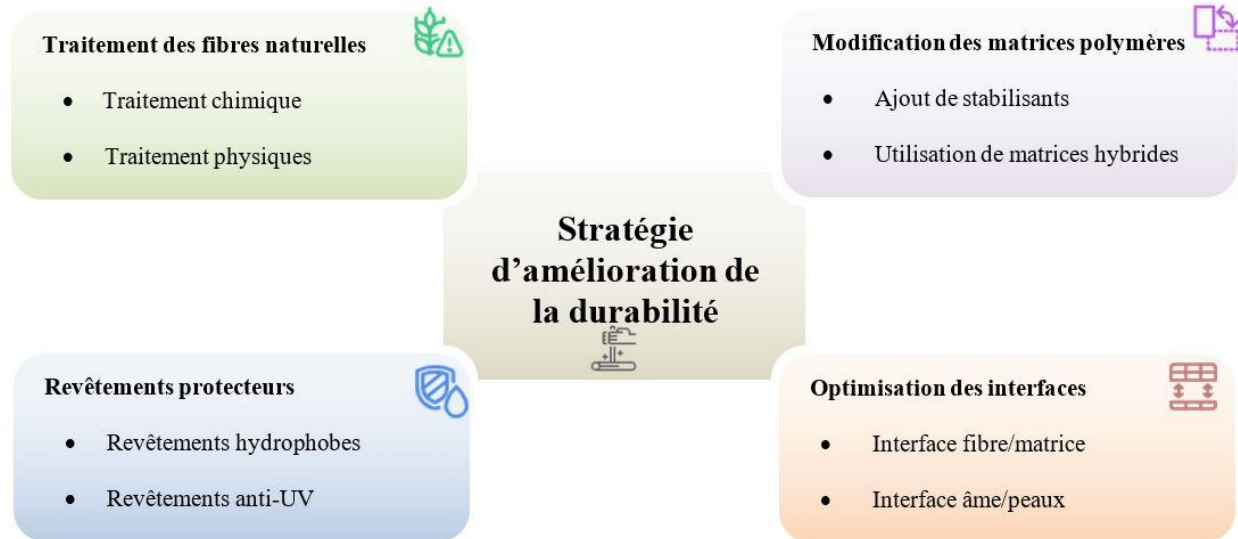 Traitement des fibres naturelles
• Traitement chimique
• Traitement physiques
Modification des matrices polymères
• Ajout de stabilisants
• Utilisation de matrices hybrides
Stratégie
d’amélioration de
la durabilité
Revêtements protecteurs
• Revêtements hydrophobes
• Revêtements anti-UV
Optimisation des interfaces
• Interface fibre/matrice
• Interface âme/peaux